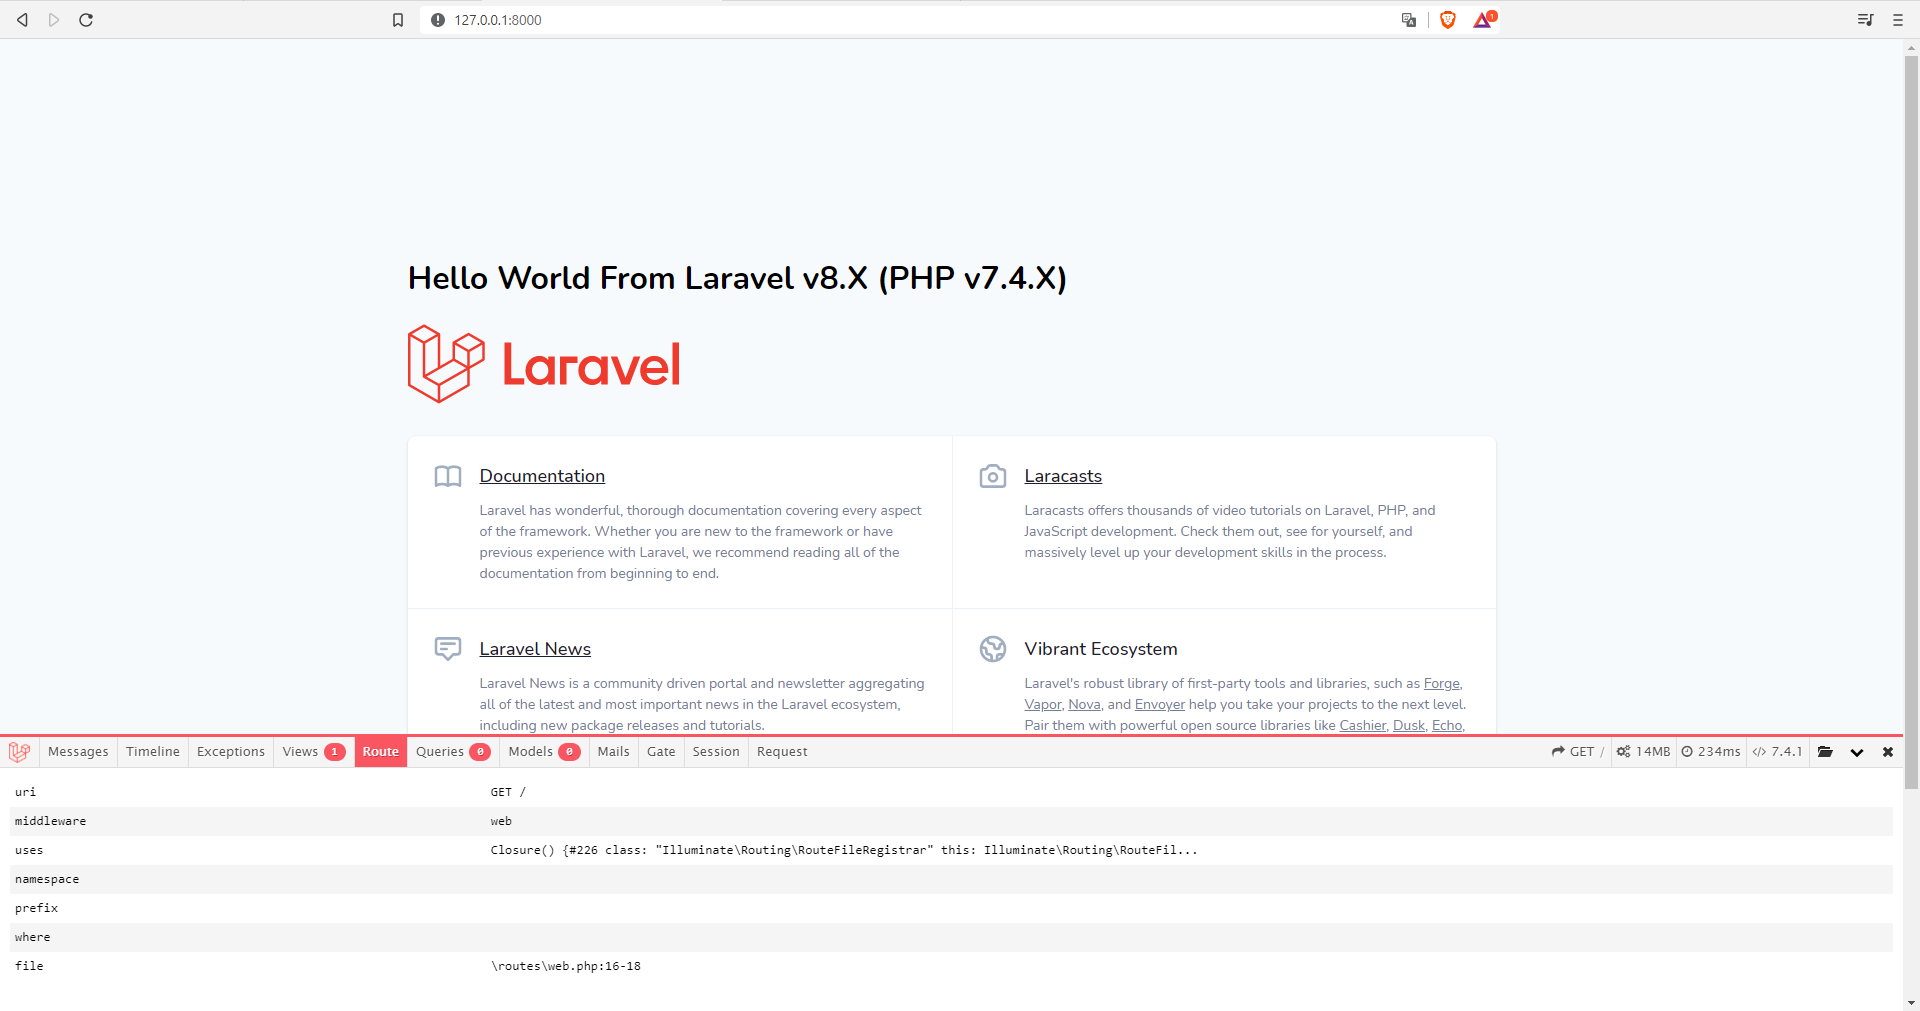 127.0.0.1:8000
1
Hello World From Laravel v8.X (PHP v7.4.X)
Laravel
Documentation
Laravel has wonderful, thorough documentation covering every aspect
of the framework. Whether you are new to the framework or have
previous experience with Laravel, we recommend reading all of the
documentation from beginning to end.
Laracasts
Laracasts offers thousands of video tutorials on Laravel, PHP, and
JavaScript development. Check them out, see for yourself, and
massively level up your development skills in the process.
Laravel News
Laravel News is a community driven portal and newsletter aggregating
all of the latest and most important news in the Laravel ecosystem,
including new package releases and tutorials.
Vibrant Ecosystem
Laravel's robust library of first-party tools and libraries, such as Forge,
Vapor, Nova, and Envoyer help you take your projects to the next level.
Pair them with powerful open source libraries like Cashier, Dusk, Echo,
Messages Timeline Exceptions Views 1 Route Queries 0 Models 0 Mails Gate Session Request GET / 14MB 234ms </> 7.4.1
uri GET /
middleware web
uses Closure() {#226 class: "Illuminate\Routing\RouteFileRegistrar" this: Illuminate\Routing\RouteFil...
namespace
prefix
where
file \routes\web.php:16-18